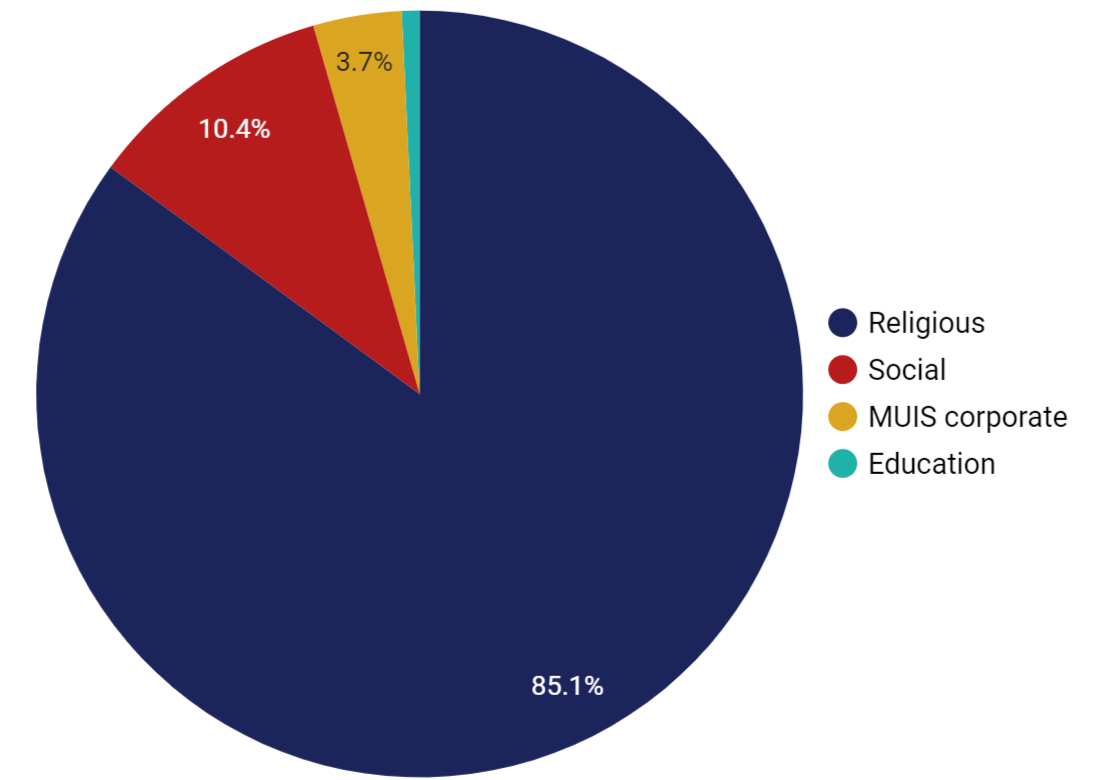 3.7%
10.4%
85.1%
Religious
Social
MUIS corporate
Education